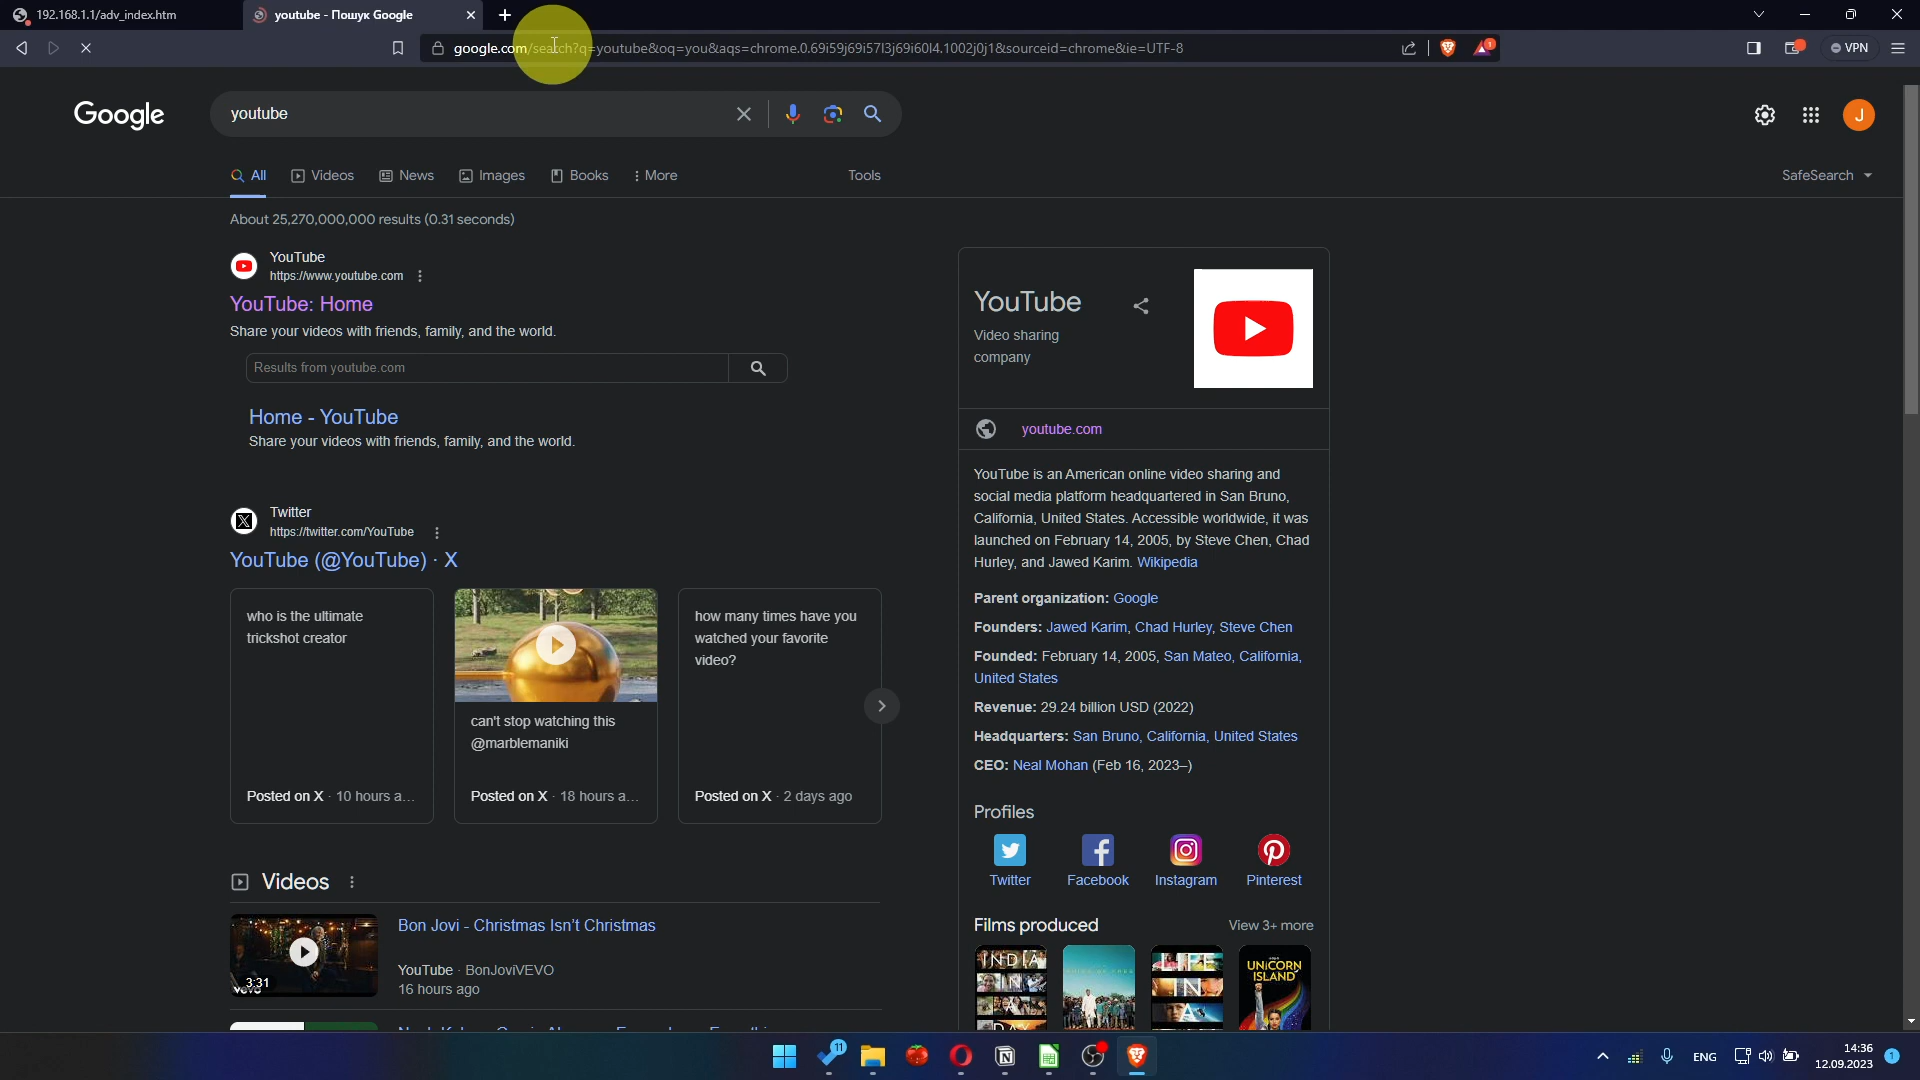 192.168.1.1/adv_index.htm
youtube - Пошук Google
google.com/search?q=youtube&oq=you&aqs=chrome.0.69i59j69i57l3j69i60l4.1002j0j1&sourceid=chrome&ie=UTF-8
1
VPN
Google
youtube
J
All
Videos
News
Images
Books
More
Tools
SafeSearch
About 25,270,000,000 results (0.31 seconds)
YouTube
https://www.youtube.com
YouTube: Home
Share your videos with friends, family, and the world.
Results from youtube.com
Home - YouTube
Share your videos with friends, family, and the world.
Twitter
https://twitter.com/YouTube
YouTube (@YouTube) · X
who is the ultimate
trickshot creator
Posted on X · 10 hours a...
can't stop watching this
@marblemaniki
Posted on X · 18 hours a...
how many times have you
watched your favorite
video?
Posted on X · 2 days ago
Videos
3:31
vevo
Bon Jovi - Christmas Isn't Christmas
YouTube · BonJoviVEVO
16 hours ago
YouTube
Video sharing
company
youtube.com
YouTube is an American online video sharing and
social media platform headquartered in San Bruno,
California, United States. Accessible worldwide, it was
launched on February 14, 2005, by Steve Chen, Chad
Hurley, and Jawed Karim. Wikipedia
Parent organization: Google
Founders: Jawed Karim, Chad Hurley, Steve Chen
Founded: February 14, 2005, San Mateo, California,
United States
Revenue: 29.24 billion USD (2022)
Headquarters: San Bruno, California, United States
CEO: Neal Mohan (Feb 16, 2023–)
Profiles
Twitter
Facebook
Instagram
Pinterest
Films produced
View 3+ more
INDIA
IN A
DAY
LIFE
IN A
UNICORN
ISLAND
11
ENG
14:36
12.09.2023
1